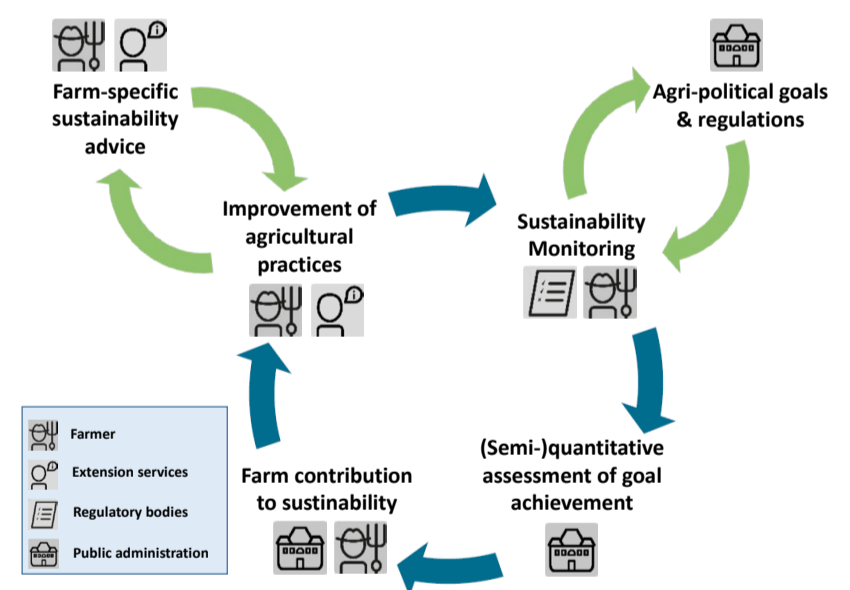 Farm-specific
sustainability
advice
Agri-political goals
& regulations
Improvement of
agricultural
practices
Sustainability
Monitoring
(Semi-)quantitative
assessment of goal
achievement
Farm contribution
to sustinability
Farmer
Extension services
Regulatory bodies
Public administration